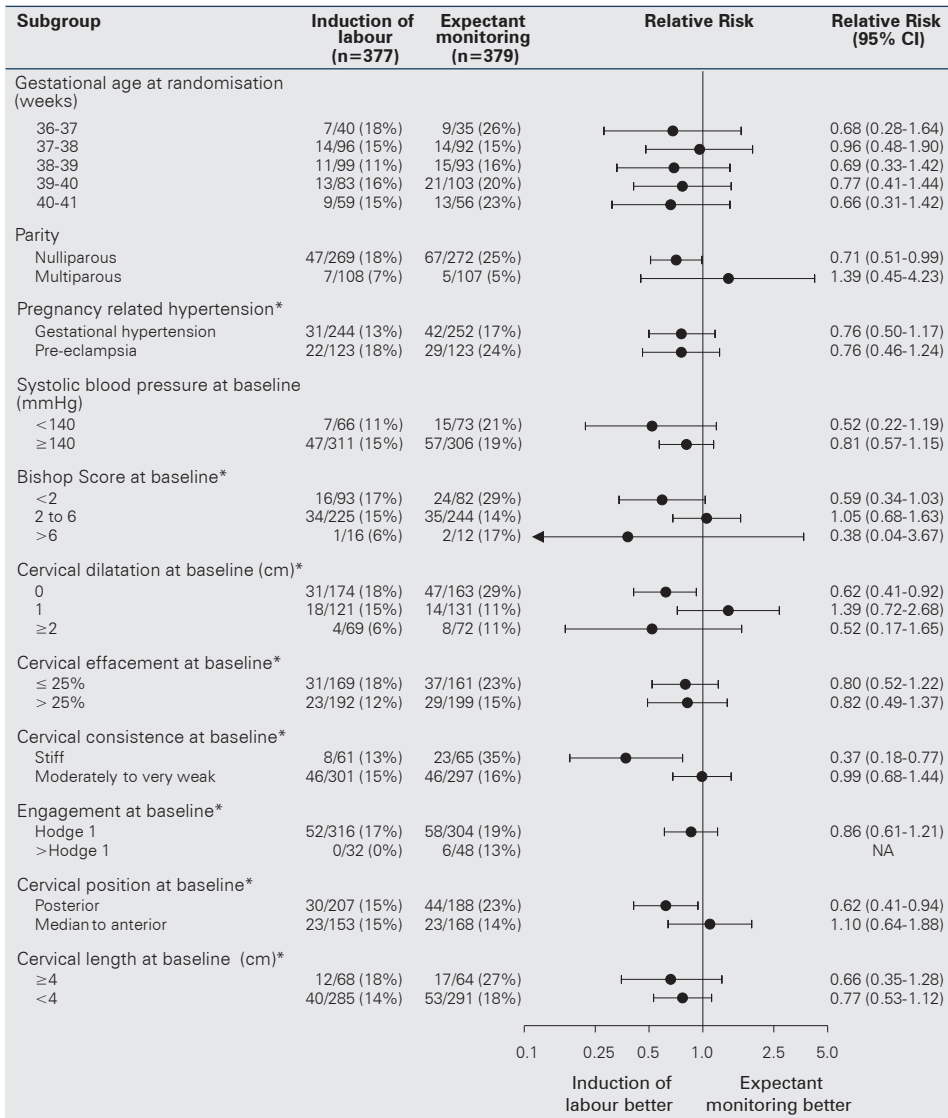 Subgroup Induction of labour (n=377) Expectant monitoring (n=379) Relative Risk Relative Risk (95% CI)
Gestational age at randomisation
(weeks)
36-37 7/40 (18%) 9/35 (26%) 0.68 (0.28-1.64)
37-38 14/96 (15%) 14/92 (15%) 0.96 (0.48-1.90)
38-39 11/99 (11%) 15/93 (16%) 0.69 (0.33-1.42)
39-40 13/83 (16%) 21/103 (20%) 0.77 (0.41-1.44)
40-41 9/59 (15%) 13/56 (23%) 0.66 (0.31-1.42)
Parity
Nulliparous 47/269 (18%) 67/272 (25%) 0.71 (0.51-0.99)
Multiparous 7/108 (7%) 5/107 (5%) 1.39 (0.45-4.23)
Pregnancy related hypertension*
Gestational hypertension 31/244 (13%) 42/252 (17%) 0.76 (0.50-1.17)
Pre-eclampsia 22/123 (18%) 29/123 (24%) 0.76 (0.46-1.24)
Systolic blood pressure at baseline
(mmHg)
<140 7/66 (11%) 15/73 (21%) 0.52 (0.22-1.19)
≥140 47/311 (15%) 57/306 (19%) 0.81 (0.57-1.15)
Bishop Score at baseline*
<2 16/93 (17%) 24/82 (29%) 0.59 (0.34-1.03)
2 to 6 34/225 (15%) 35/244 (14%) 1.05 (0.68-1.63)
>6 1/16 (6%) 2/12 (17%) 0.38 (0.04-3.67)
Cervical dilatation at baseline (cm)*
0 31/174 (18%) 47/163 (29%) 0.62 (0.41-0.92)
1 18/121 (15%) 14/131 (11%) 1.39 (0.72-2.68)
≥2 4/69 (6%) 8/72 (11%) 0.52 (0.17-1.65)
Cervical effacement at baseline*
≤ 25% 31/169 (18%) 37/161 (23%) 0.80 (0.52-1.22)
> 25% 23/192 (12%) 29/199 (15%) 0.82 (0.49-1.37)
Cervical consistence at baseline*
Stiff 8/61 (13%) 23/65 (35%) 0.37 (0.18-0.77)
Moderately to very weak 46/301 (15%) 46/297 (16%) 0.99 (0.68-1.44)
Engagement at baseline*
Hodge 1 52/316 (17%) 58/304 (19%) 0.86 (0.61-1.21)
>Hodge 1 0/32 (0%) 6/48 (13%) NA
Cervical position at baseline*
Posterior 30/207 (15%) 44/188 (23%) 0.62 (0.41-0.94)
Median to anterior 23/153 (15%) 23/168 (14%) 1.10 (0.64-1.88)
Cervical length at baseline (cm)*
≥4 12/68 (18%) 17/64 (27%) 0.66 (0.35-1.28)
<4 40/285 (14%) 53/291 (18%) 0.77 (0.53-1.12)
0.1 0.25 0.5 1.0 2.5 5.0
Induction of Expectant
labour better monitoring better